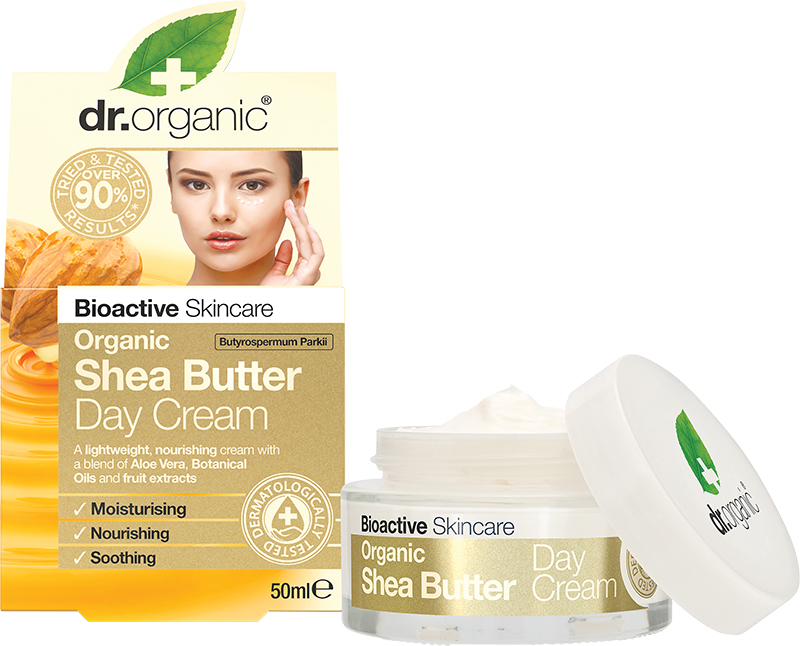 dr.organic®
TRIED & TESTED
OVER
90%
RESULTS*
Bioactive Skincare
Organic
Butyrospermum Parkii
Shea Butter
Day Cream
A lightweight, nourishing cream with
a blend of Aloe Vera, Botanical
Oils and fruit extracts
✓ Moisturising
✓ Nourishing
✓ Soothing
DERMATOLOGICALLY TESTED
50ml℮
dr.organic®
Bioactive Skincare
Organic
Shea Butter
Day
Cream